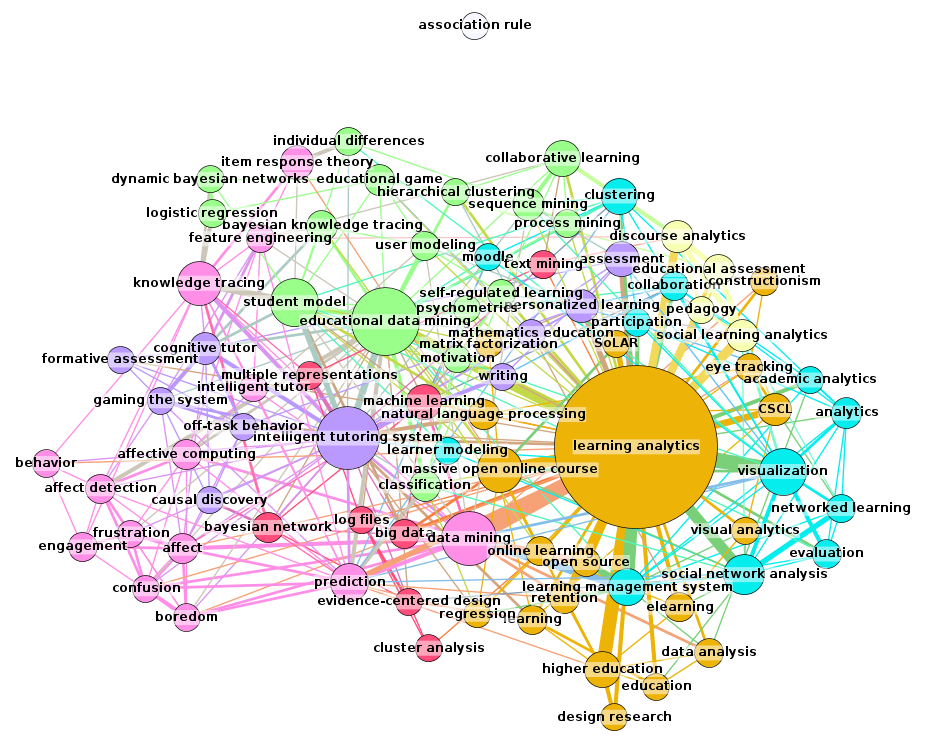 association rule
individual differences
item response theory
collaborative learning
dynamic bayesian networks
educational game
hierarchical clustering
clustering
sequence mining
logistic regression
bayesian knowledge tracing
process mining
feature engineering
discourse analytics
user modeling
moodle
text mining
assessment
educational assessment
knowledge tracing
collaboration
constructionism
self-regulated learning
student model
psychometrics
personalized learning
pedagogy
educational data mining
participation
mathematics education
social learning analytics
matrix factorization
SoLAR
cognitive tutor
formative assessment
motivation
eye tracking
multiple representations
writing
academic analytics
intelligent tutor
gaming the system
machine learning
natural language processing
CSCL
analytics
off-task behavior
intelligent tutoring system
learning analytics
affective computing
learner modeling
behavior
massive open online course
visualization
affect detection
classification
causal discovery
networked learning
bayesian network
log files
big data
visual analytics
frustration
data mining
engagement
affect
online learning
evaluation
open source
social network analysis
confusion
prediction
learning management system
retention
evidence-centered design
elearning
boredom
regression
learning
cluster analysis
data analysis
higher education
education
design research